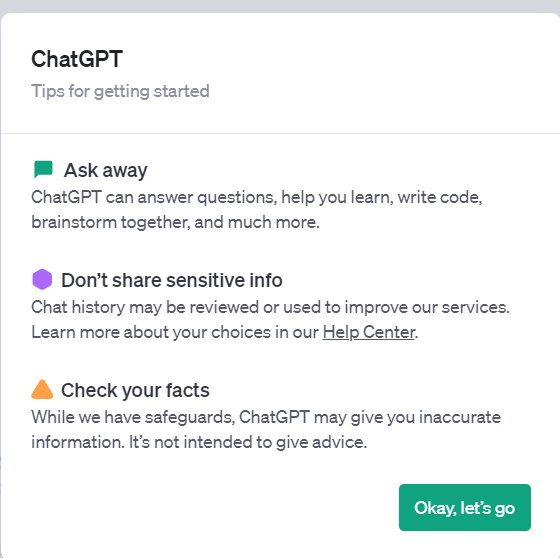 ChatGPT
Tips for getting started
Ask away
ChatGPT can answer questions, help you learn, write code,
brainstorm together, and much more.
Don’t share sensitive info
Chat history may be reviewed or used to improve our services.
Learn more about your choices in our Help Center.
Check your facts
While we have safeguards, ChatGPT may give you inaccurate
information. It’s not intended to give advice.
Okay, let’s go